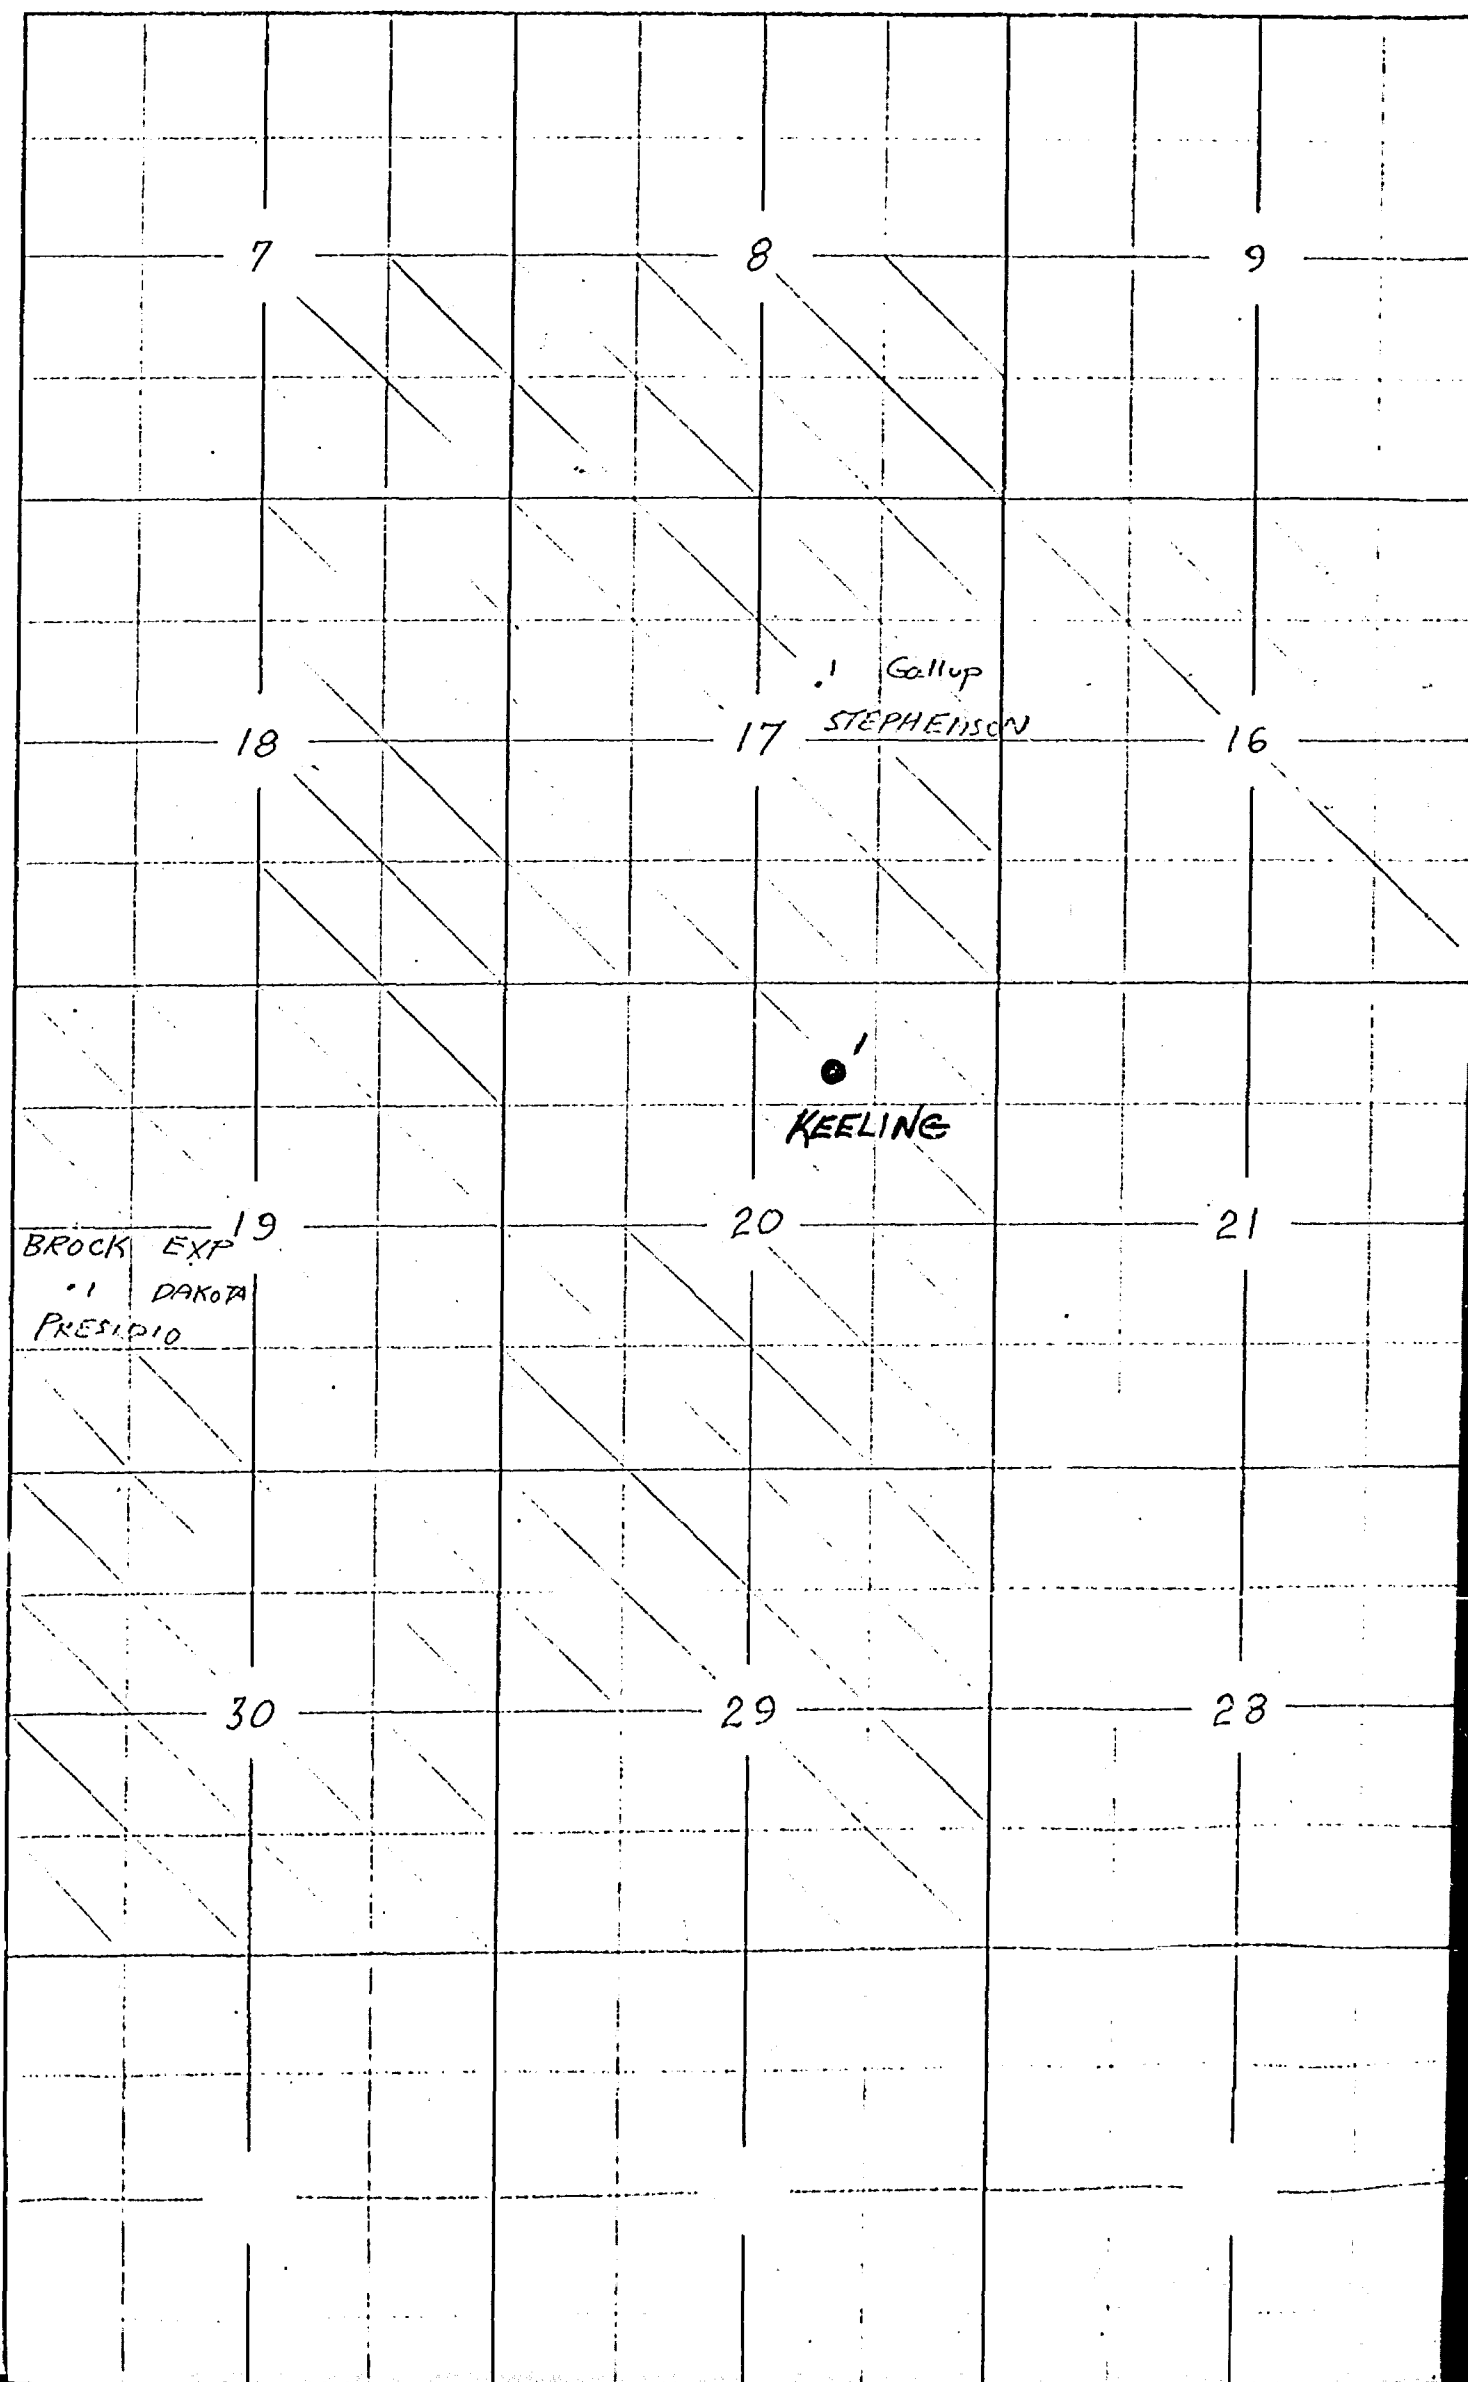 7 8 9
1 Gallup
STEPHENSON
18 17 16
1
KEELING
19 20 21
BROCK EXP
1 DAKOTA
PRESIDIO
30 29 28